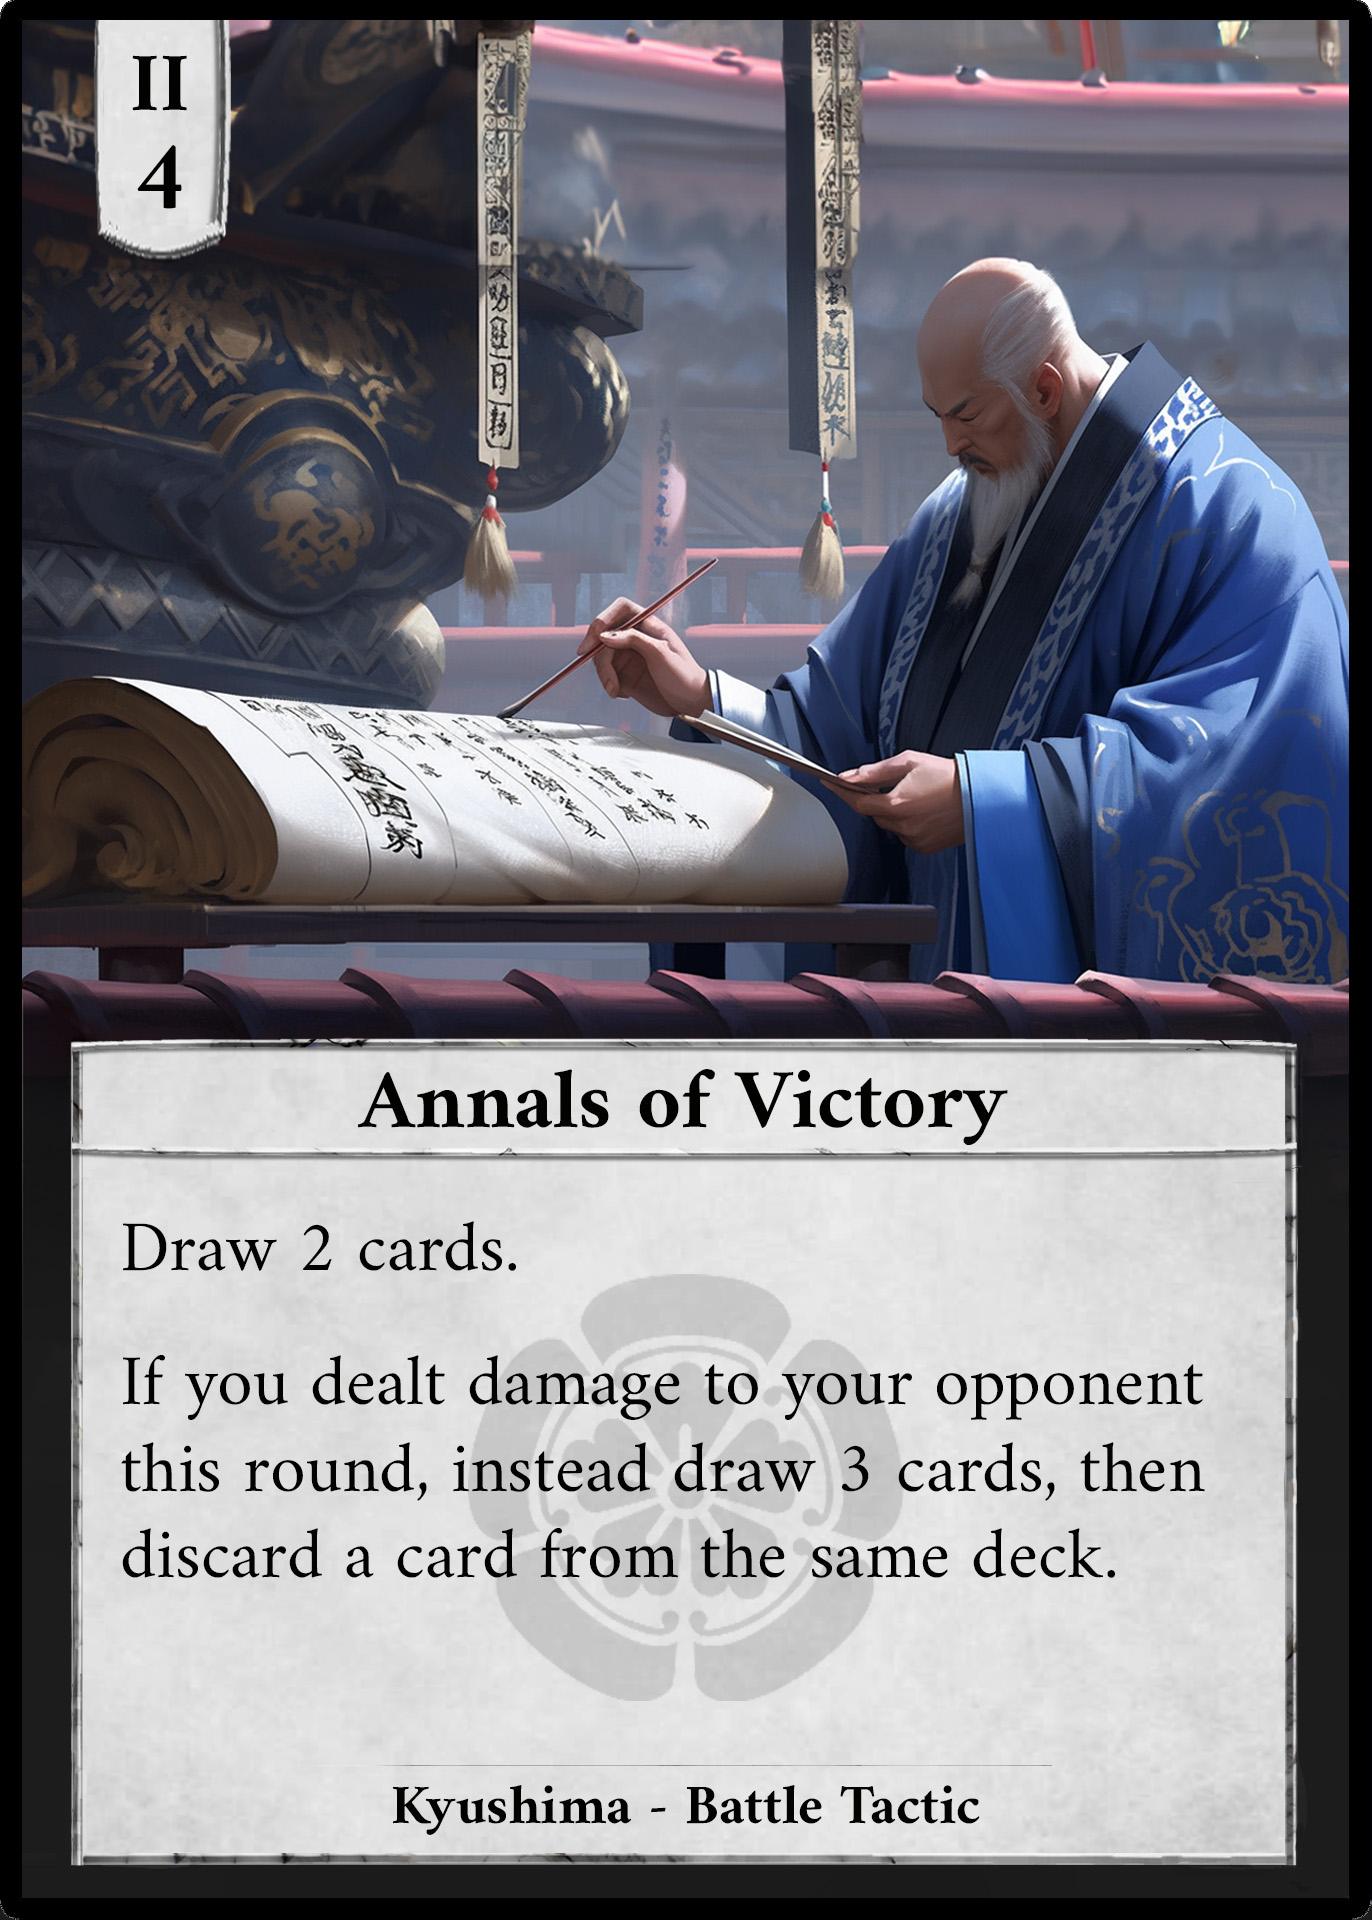 II
4
Annals of Victory
Draw 2 cards.
If you dealt damage to your opponent
this round, instead draw 3 cards, then
discard a card from the same deck.
Kyushima - Battle Tactic